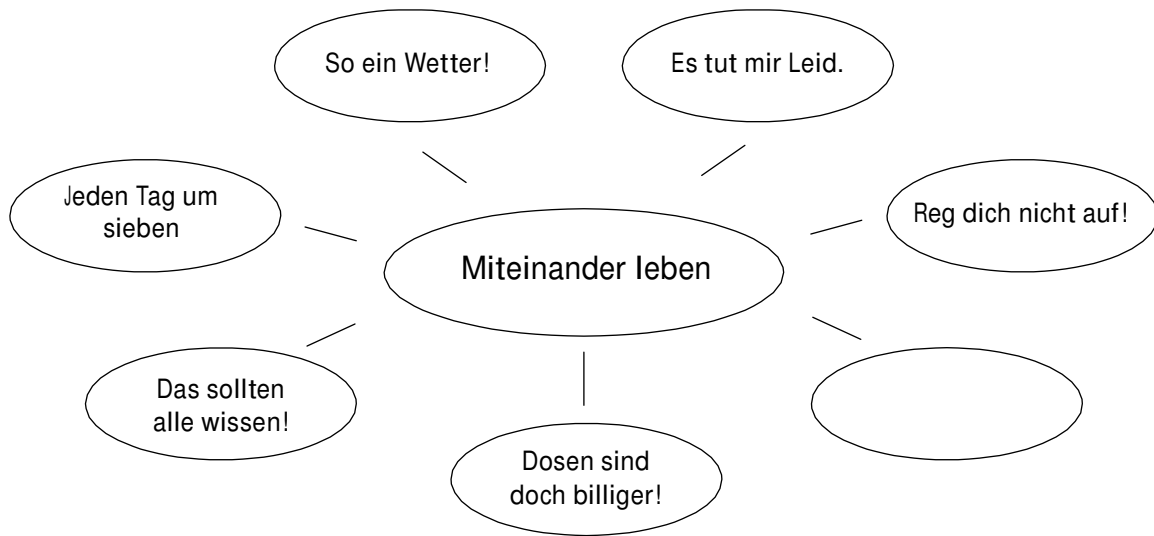 So ein Wetter!
Es tut mir Leid.
Jeden Tag um
sieben
Reg dich nicht auf!
Miteinander leben
Das sollten
alle wissen!
Dosen sind
doch billiger!